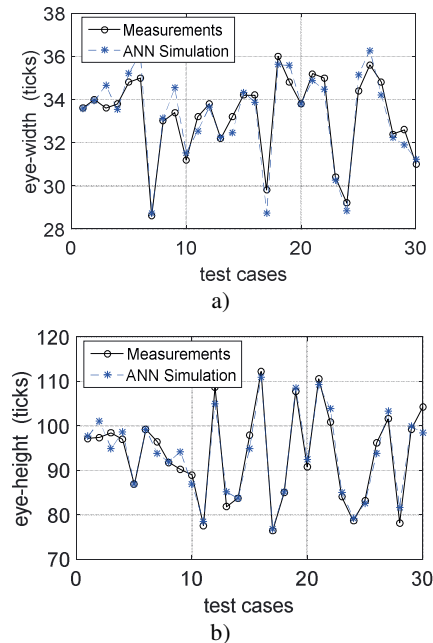 38
36
34
32
30
28
eye-width (ticks)
Measurements
ANN Simulation
0
10
20
30
test cases
a)
120
110
100
90
80
70
eye-height (ticks)
Measurements
ANN Simulation
0
10
20
30
test cases
b)